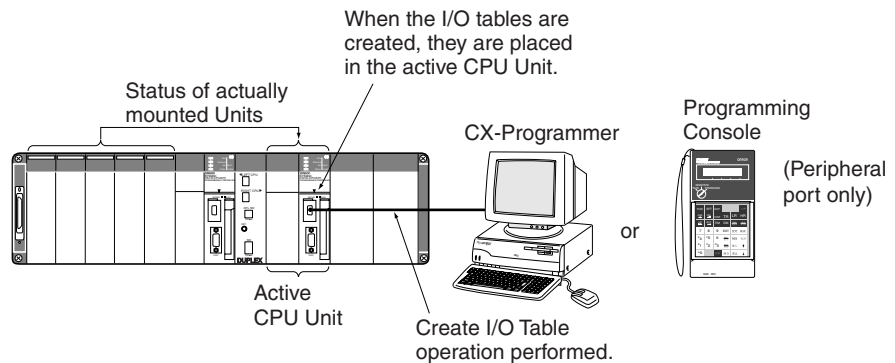 When the I/O tables are
created, they are placed
in the active CPU Unit.
Status of actually
mounted Units
CX-Programmer
Programming
Console
(Peripheral
port only)
or
DUPLEX
Active
CPU Unit
Create I/O Table
operation performed.